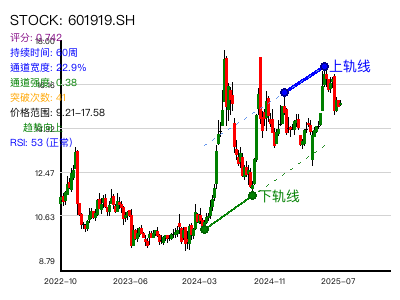 STOCK: 601919.SH
评分: 0.742
持续时间: 60周
通道宽度: 22.9%
通道强度: 0.38
突破次数: 41
价格范围: 9.21~17.58
RSI: 53 (正常)
上轨线
下轨线
12.47
10.63
8.79
2022-10
2023-06
2024-03
2024-11
2025-07